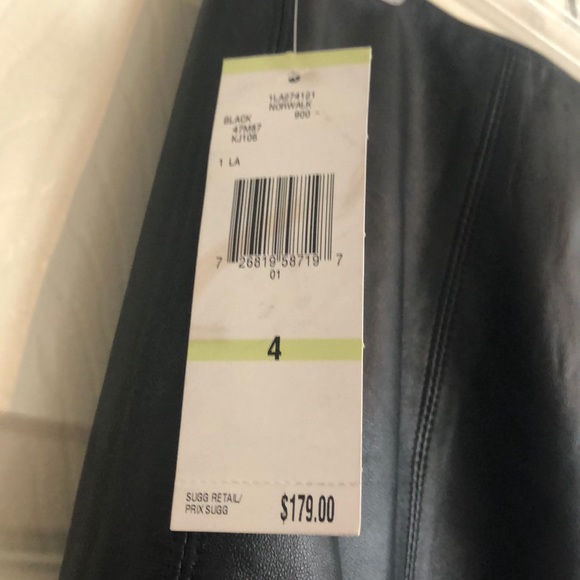 1LA274121
NORWALK
BLACK 900
47M87
KJ106
1 LA
7 26819 58719 7
01
4
SUGG RETAIL/
PRIX SUGG $179.00